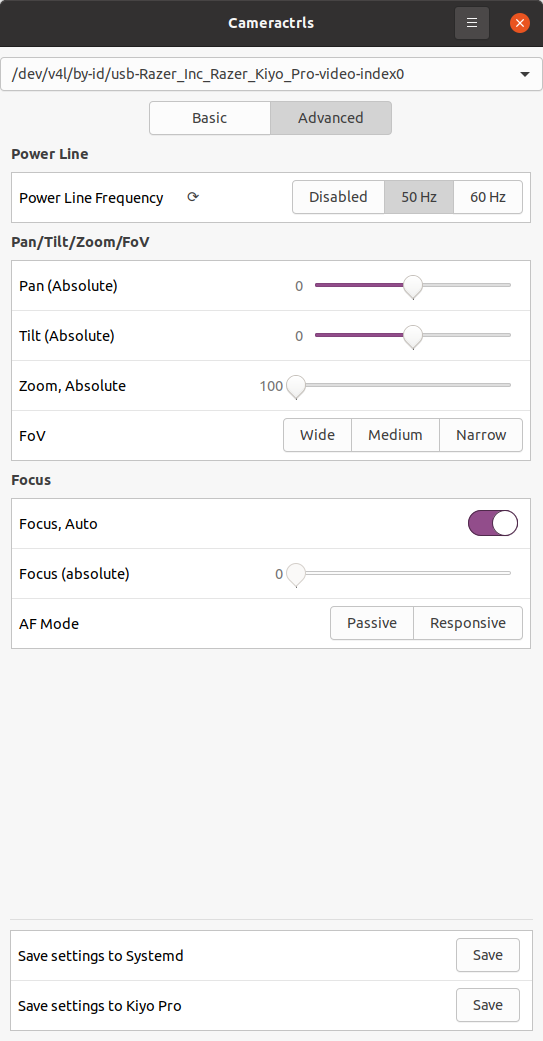 Cameractrls
/dev/v4l/by-id/usb-Razer_Inc_Razer_Kiyo_Pro-video-index0
Basic Advanced
Power Line
Power Line Frequency Disabled 50 Hz 60 Hz
Pan/Tilt/Zoom/FoV
Pan (Absolute) 0
Tilt (Absolute) 0
Zoom, Absolute 100
FoV Wide Medium Narrow
Focus
Focus, Auto
Focus (absolute) 0
AF Mode Passive Responsive
Save settings to Systemd Save
Save settings to Kiyo Pro Save